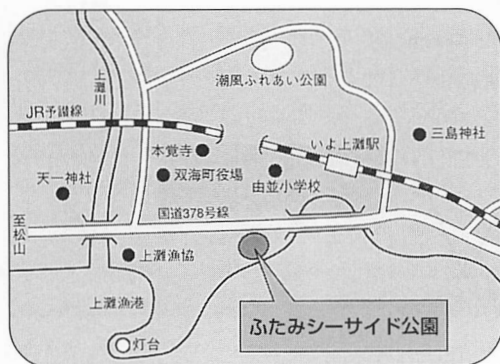 潮風ふれあい公園
上灘川
JR予讃線
三島神社
いよ上灘駅
本覚寺
天一神社
双海町役場
由並小学校
至松山
国道378号線
上灘漁協
上灘漁港
ふたみシーサイド公園
灯台